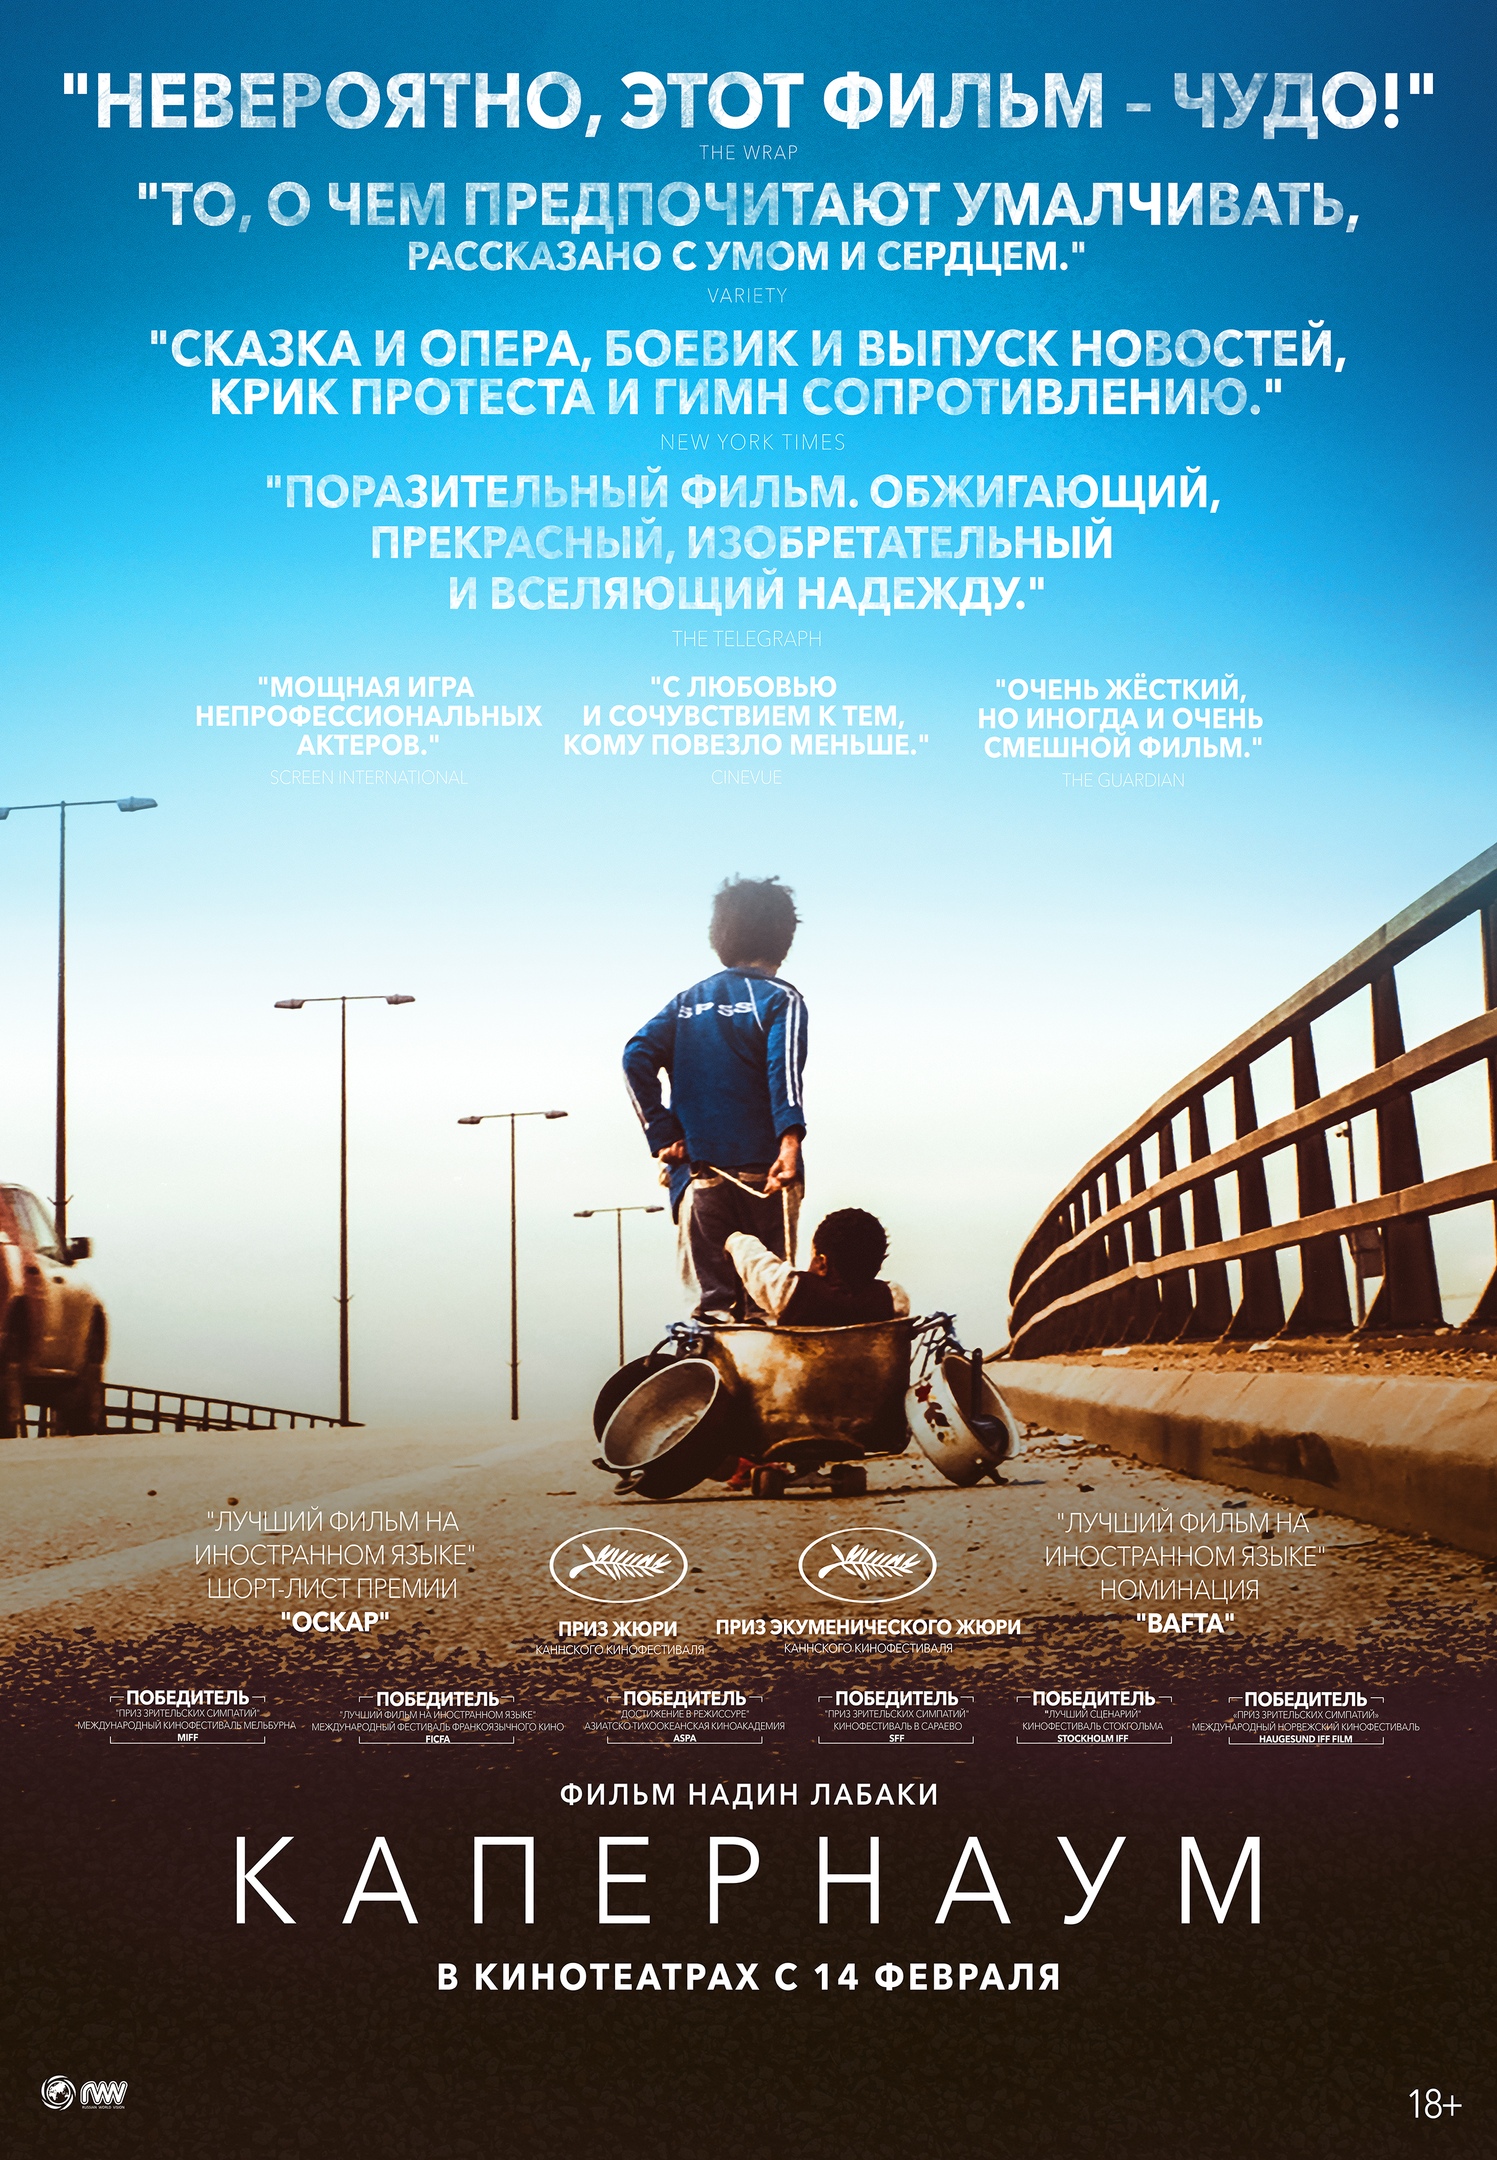 "НЕВЕРОЯТНО, ЭТОТ ФИЛЬМ - ЧУДО!"
THE WRAP
"ТО, О ЧЕМ ПРЕДПОЧИТАЮТ УМАЛЧИВАТЬ,
РАССКАЗАНО С УМОМ И СЕРДЦЕМ."
VARIETY
"СКАЗКА И ОПЕРА, БОЕВИК И ВЫПУСК НОВОСТЕЙ,
КРИК ПРОТЕСТА И ГИМН СОПРОТИВЛЕНИЮ."
NEW YORK TIMES
"ПОРАЗИТЕЛЬНЫЙ ФИЛЬМ. ОБЖИГАЮЩИЙ,
ПРЕКРАСНЫЙ, ИЗОБРЕТАТЕЛЬНЫЙ
И ВСЕЛЯЮЩИЙ НАДЕЖДУ."
THE TELEGRAPH
"МОЩНАЯ ИГРА
НЕПРОФЕССИОНАЛЬНЫХ
АКТЕРОВ."
SCREEN INTERNATIONAL
"С ЛЮБОВЬЮ
И СОЧУВСТВИЕМ К ТЕМ,
КОМУ ПОВЕЗЛО МЕНЬШЕ."
CINEVUE
"ОЧЕНЬ ЖЁСТКИЙ,
НО ИНОГДА И ОЧЕНЬ
СМЕШНОЙ ФИЛЬМ."
THE GUARDIAN
SPSS
"ЛУЧШИЙ ФИЛЬМ НА
ИНОСТРАННОМ ЯЗЫКЕ"
ШОРТ-ЛИСТ ПРЕМИИ
"ОСКАР"
ПРИЗ ЖЮРИ
КАННСКОГО КИНОФЕСТИВАЛЯ
ПРИЗ ЭКУМЕНИЧЕСКОГО ЖЮРИ
КАННСКОГО КИНОФЕСТИВАЛЯ
"ЛУЧШИЙ ФИЛЬМ НА
ИНОСТРАННОМ ЯЗЫКЕ"
НОМИНАЦИЯ
"BAFTA"
ПОБЕДИТЕЛЬ
"ПРИЗ ЗРИТЕЛЬСКИХ СИМПАТИЙ"
МЕЖДУНАРОДНЫЙ КИНОФЕСТИВАЛЬ МЕЛЬБУРНА
MIFF
ПОБЕДИТЕЛЬ
"ЛУЧШИЙ ФИЛЬМ НА ИНОСТРАННОМ ЯЗЫКЕ"
МЕЖДУНАРОДНЫЙ ФЕСТИВАЛЬ ФРАНКОЯЗЫЧНОГО КИНО
FICFA
ПОБЕДИТЕЛЬ
"ДОСТИЖЕНИЕ В РЕЖИССУРЕ"
АЗИАТСКО-ТИХООКЕАНСКАЯ КИНОАКАДЕМИЯ
ASPA
ПОБЕДИТЕЛЬ
"ПРИЗ ЗРИТЕЛЬСКИХ СИМПАТИЙ"
КИНОФЕСТИВАЛЬ В САРАЕВО
SFF
ПОБЕДИТЕЛЬ
"ЛУЧШИЙ СЦЕНАРИЙ"
КИНОФЕСТИВАЛЬ СТОКГОЛЬМА
STOCKHOLM IFF
ПОБЕДИТЕЛЬ
«ПРИЗ ЗРИТЕЛЬСКИХ СИМПАТИЙ»
МЕЖДУНАРОДНЫЙ НОРВЕЖСКИЙ КИНОФЕСТИВАЛЬ
HAUGESUND IFF FILM
ФИЛЬМ НАДИН ЛАБАКИ
КАПЕРНАУМ
В КИНОТЕАТРАХ С 14 ФЕВРАЛЯ
RWV
RUSSIAN WORLD VISION
18+